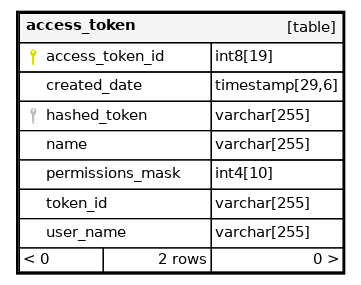 access_token [table]
access_token_id int8[19]
created_date timestamp[29,6]
hashed_token varchar[255]
name varchar[255]
permissions_mask int4[10]
token_id varchar[255]
user_name varchar[255]
< 0 2 rows 0 >